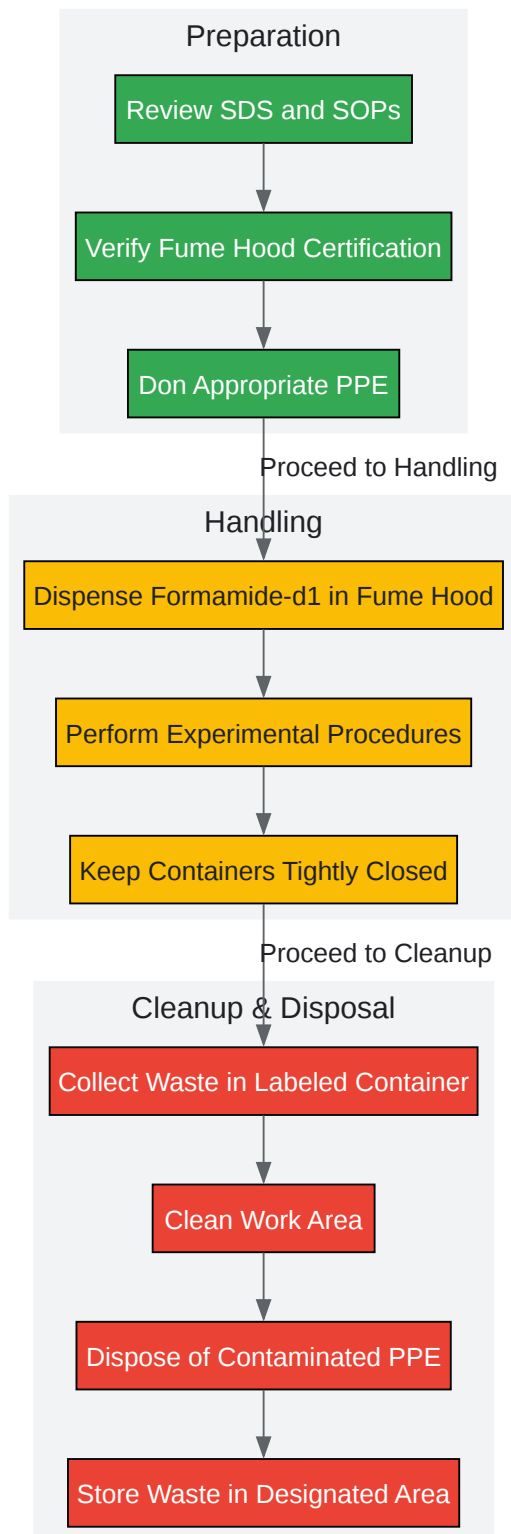 Preparation
Review SDS and SOPs
Verify Fume Hood Certification
Don Appropriate PPE
Proceed to Handling
Handling
Dispense Formamide-d1 in Fume Hood
Perform Experimental Procedures
Keep Containers Tightly Closed
Proceed to Cleanup
Cleanup & Disposal
Collect Waste in Labeled Container
Clean Work Area
Dispose of Contaminated PPE
Store Waste in Designated Area